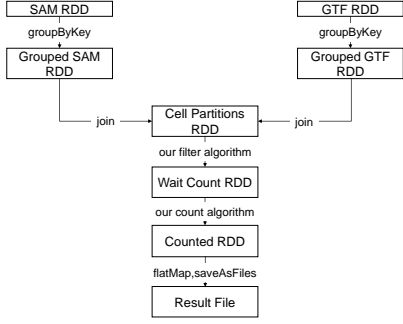 SAM RDD
GTF RDD
groupByKey
groupByKey
Grouped SAM
RDD
Grouped GTF
RDD
join
Cell Partitions
RDD
join
our filter algorithm
Wait Count RDD
our count algorithm
Counted RDD
flatMap,saveAsFiles
Result File